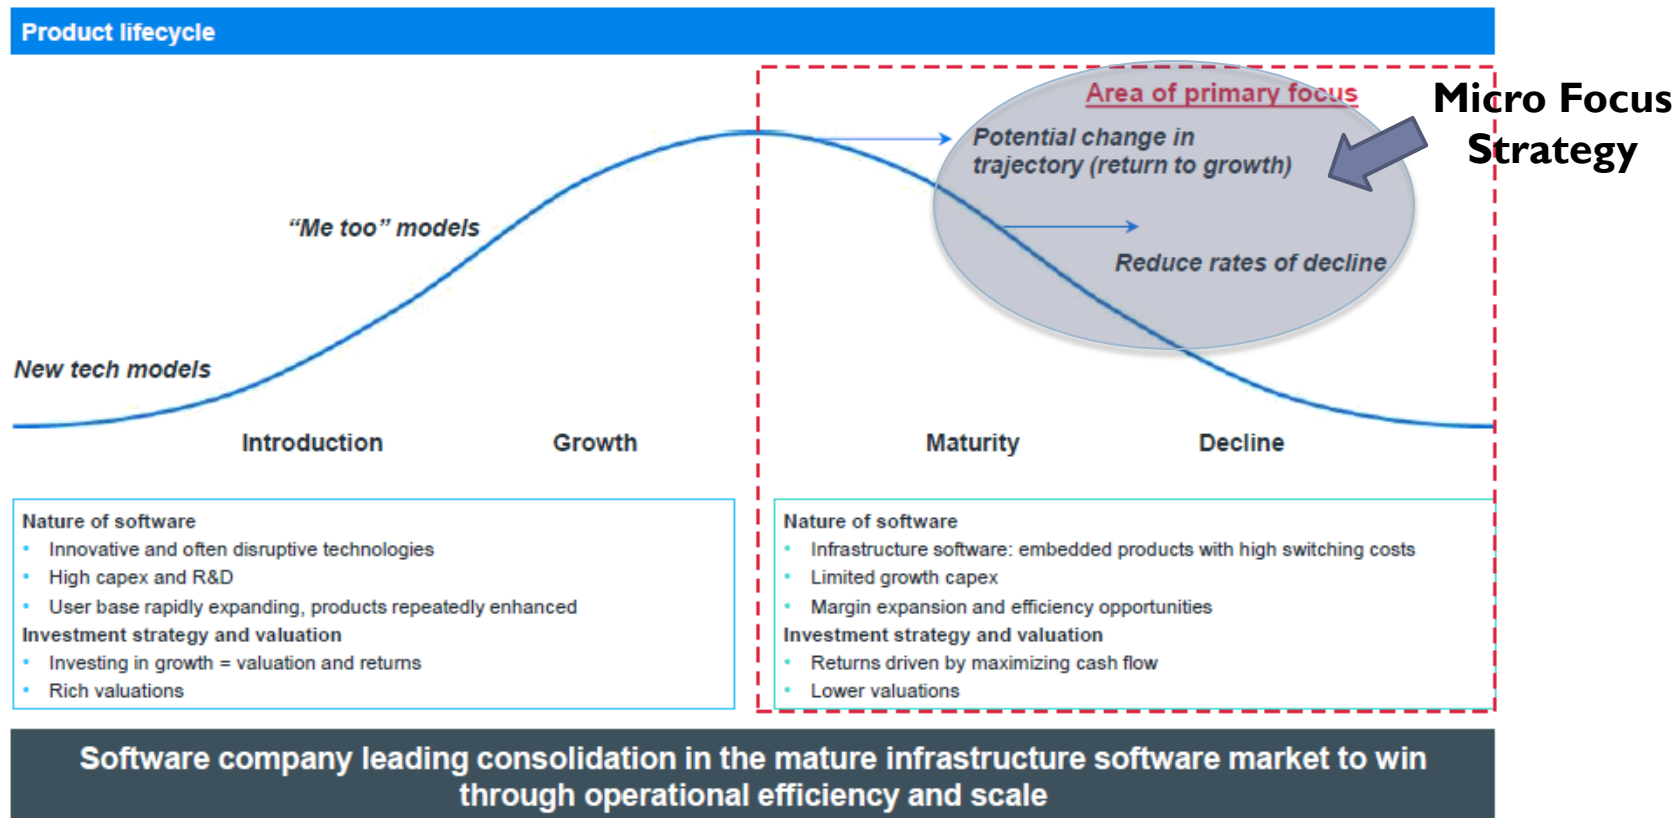 Product lifecycle
Area of primary focus
Micro Focus
Strategy
Potential change in
trajectory (return to growth)
“Me too” models
Reduce rates of decline
New tech models
Introduction
Growth
Maturity
Decline
Nature of software
• Innovative and often disruptive technologies
• High capex and R&D
• User base rapidly expanding, products repeatedly enhanced
Investment strategy and valuation
• Investing in growth = valuation and returns
• Rich valuations
Nature of software
• Infrastructure software: embedded products with high switching costs
• Limited growth capex
• Margin expansion and efficiency opportunities
Investment strategy and valuation
• Returns driven by maximizing cash flow
• Lower valuations
Software company leading consolidation in the mature infrastructure software market to win
through operational efficiency and scale